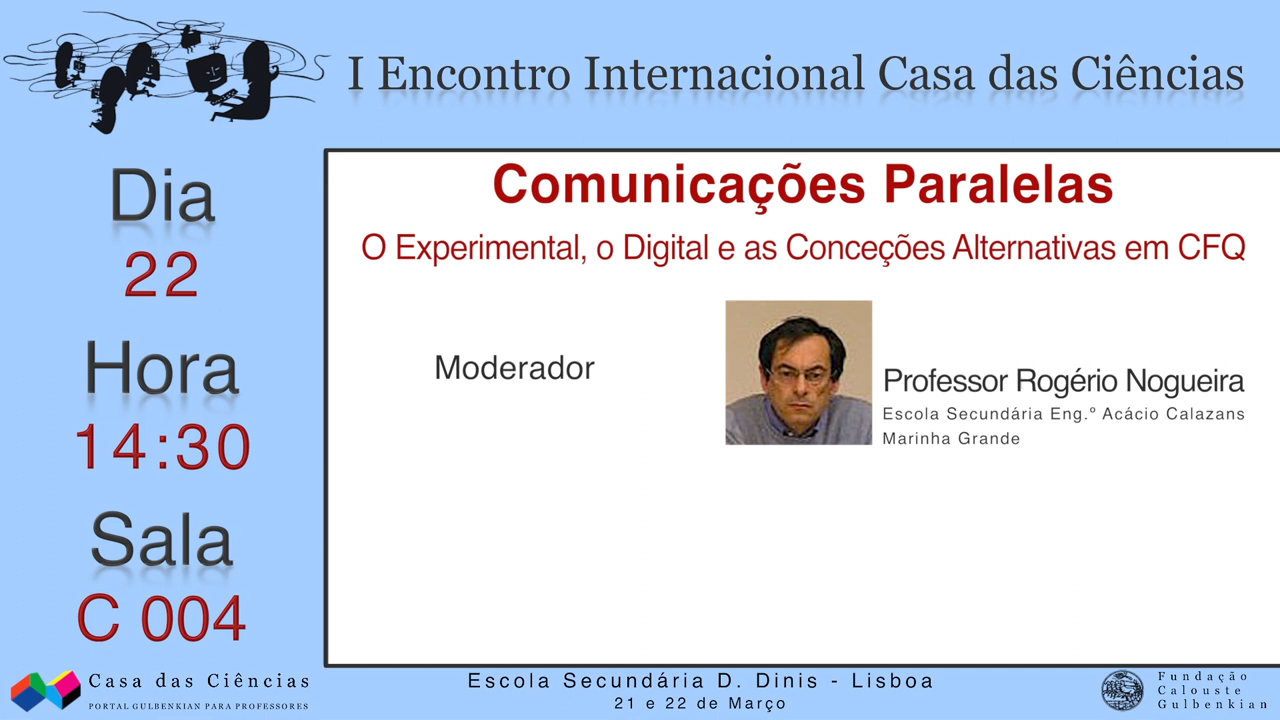 I Encontro Internacional Casa das Ciências
Dia
22
Hora
14:30
Sala
C 004
Comunicações Paralelas
O Experimental, o Digital e as Conceções Alternativas em CFQ
Moderador
Professor Rogério Nogueira
Escola Secundária Eng.º Acácio Calazans
Marinha Grande
Casa das Ciências
PORTAL GULBENKIAN PARA PROFESSORES
Escola Secundária D. Dinis - Lisboa
21 e 22 de Março
Fundação
Calouste
Gulbenkian